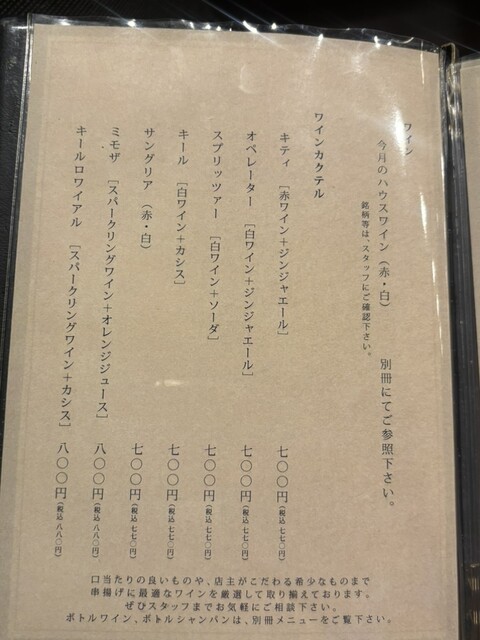 ワイン
今月のハウスワイン(赤・白) 別冊にてご参照下さい。
銘柄等は、スタッフにご確認下さい。
ワインカクテル
キティ [赤ワイン+ジンジャエール] 七〇〇円(税込 七七〇円)
オペレーター [白ワイン+ジンジャエール] 七〇〇円(税込 七七〇円)
スプリッツァー [白ワイン+ソーダ] 七〇〇円(税込 七七〇円)
キール [白ワイン+カシス] 七〇〇円(税込 七七〇円)
サングリア (赤・白) 七〇〇円(税込 七七〇円)
ミモザ [スパークリングワイン+オレンジジュース] 八〇〇円(税込 八八〇円)
キールロワイアル [スパークリングワイン+カシス] 八〇〇円(税込 八八〇円)
口当たりの良いものや、店主がこだわる希少なものまで
串揚げに最適なワインを厳選して取り揃えております。
ぜひスタッフまでお気軽にご相談下さい。
ボトルワイン、ボトルシャンパンは、別冊メニューをご覧下さい。